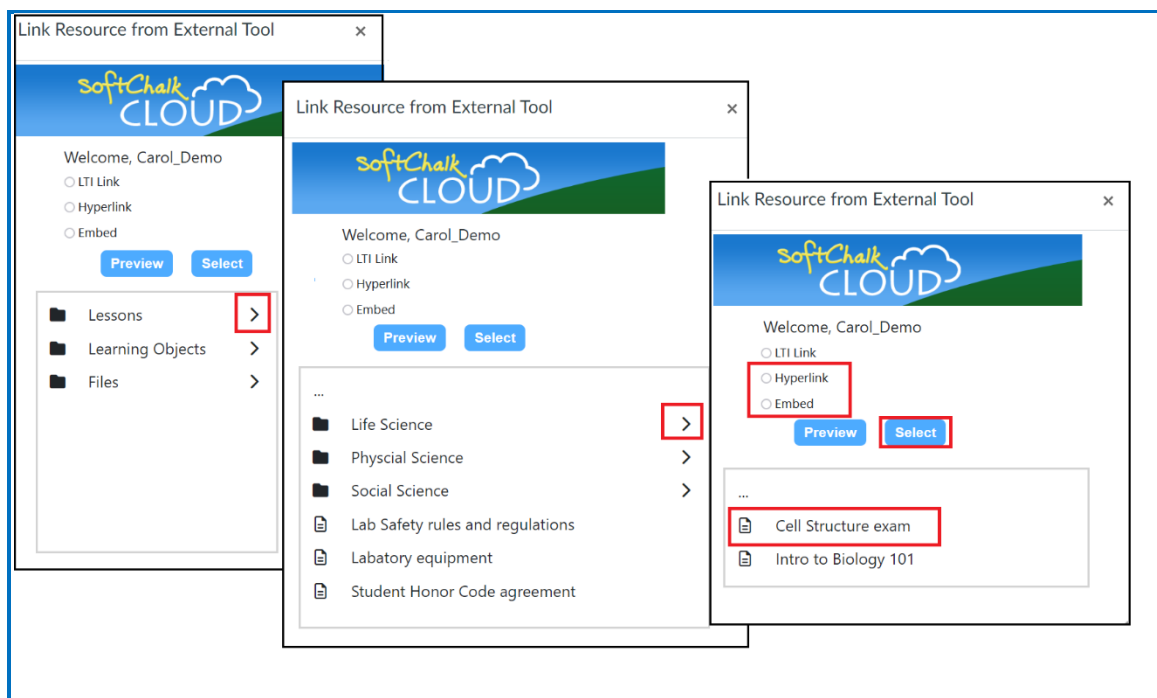 Link Resource from External Tool ×
softChalk
CLOUD
Welcome, Carol_Demo
LTI Link
Hyperlink
Embed
Preview Select
Lessons
Learning Objects
Files
Link Resource from External Tool ×
softChalk
CLOUD
Welcome, Carol_Demo
LTI Link
Hyperlink
Embed
Preview Select
...
Life Science
Physcial Science
Social Science
Lab Safety rules and regulations
Labatory equipment
Student Honor Code agreement
Link Resource from External Tool ×
softChalk
CLOUD
Welcome, Carol_Demo
LTI Link
Hyperlink
Embed
Preview Select
...
Cell Structure exam
Intro to Biology 101